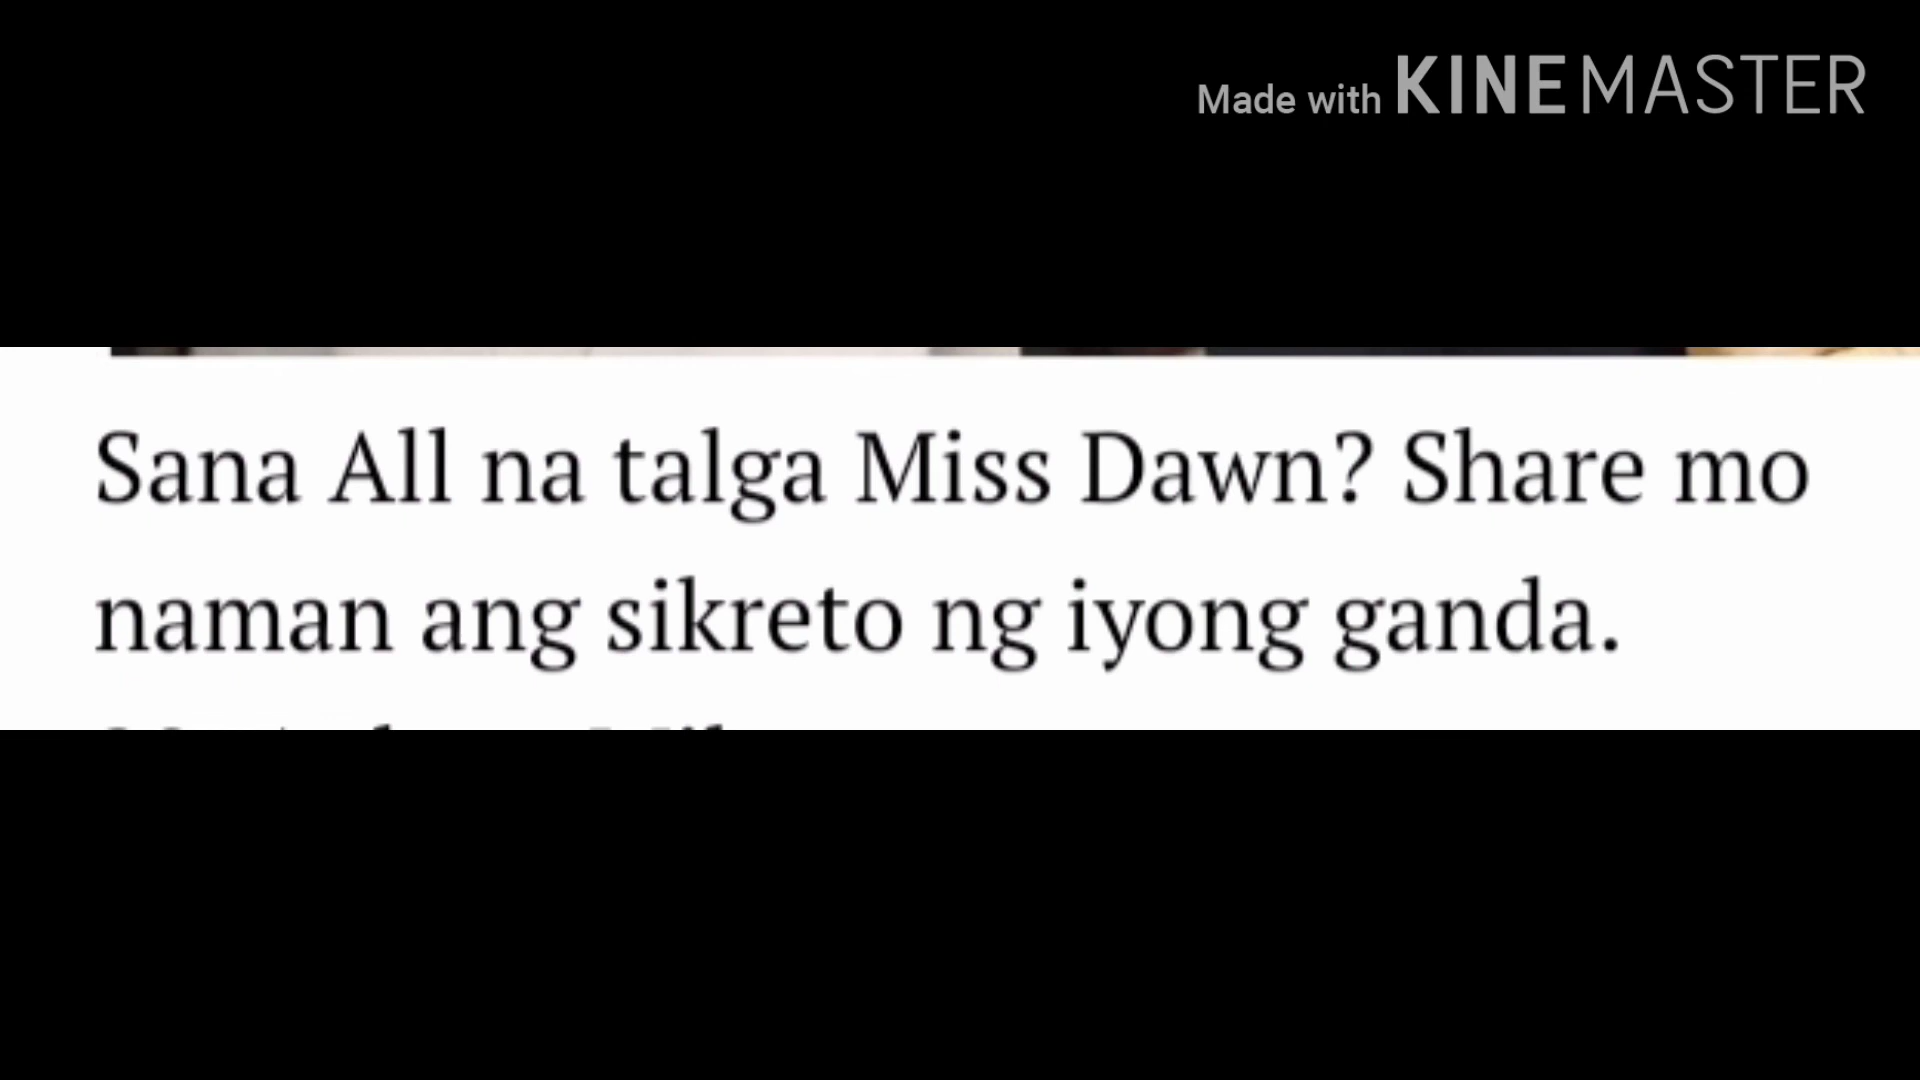 Made with KINEMASTER
Sana All na talga Miss Dawn? Share mo
naman ang sikreto ng iyong ganda.